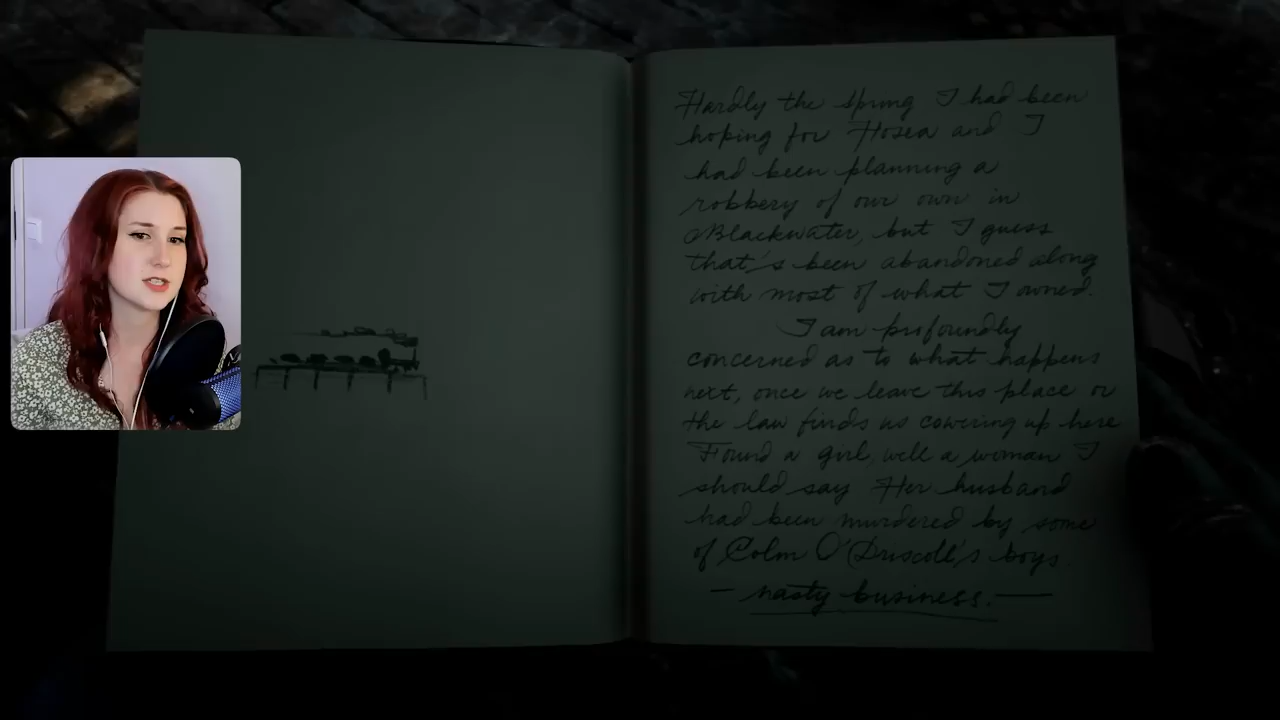 Hardly the spring I had been
hoping for Hosea and I
had been planning a
robbery of our own in
Blackwater, but I guess
that's been abandoned along
with most of what I owned.
I am profoundly
concerned as to what happens
next, once we leave this place or
the law finds us cowering up here
Found a girl, well a woman I
should say Her husband
had been murdered by some
of Colm O'Driscoll's boys.
— nasty business. —